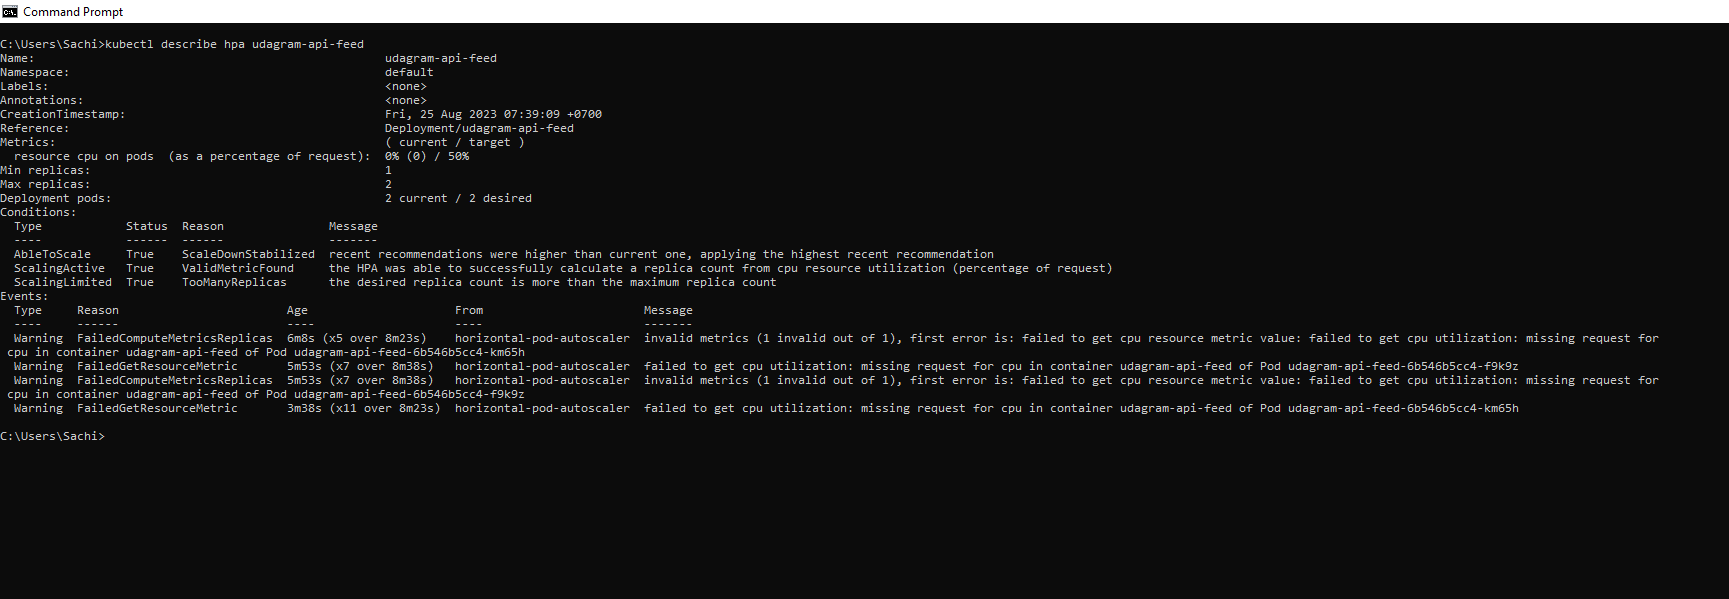 Command Prompt
C:\Users\Sachi>kubectl describe hpa udagram-api-feed
Name:                                                  udagram-api-feed
Namespace:                                             default
Labels:                                                <none>
Annotations:                                           <none>
CreationTimestamp:                                     Fri, 25 Aug 2023 07:39:09 +0700
Reference:                                             Deployment/udagram-api-feed
Metrics:                                               ( current / target )
  resource cpu on pods  (as a percentage of request):  0% (0) / 50%
Min replicas:                                          1
Max replicas:                                          2
Deployment pods:                                       2 current / 2 desired
Conditions:
  Type            Status  Reason               Message
  ----            ------  ------               -------
  AbleToScale     True    ScaleDownStabilized  recent recommendations were higher than current one, applying the highest recent recommendation
  ScalingActive   True    ValidMetricFound     the HPA was able to successfully calculate a replica count from cpu resource utilization (percentage of request)
  ScalingLimited  True    TooManyReplicas      the desired replica count is more than the maximum replica count
Events:
  Type     Reason                        Age                    From                       Message
  ----     ------                        ----                   ----                       -------
  Warning  FailedComputeMetricsReplicas  6m8s (x5 over 8m23s)    horizontal-pod-autoscaler  invalid metrics (1 invalid out of 1), first error is: failed to get cpu resource metric value: failed to get cpu utilization: missing request for
 cpu in container udagram-api-feed of Pod udagram-api-feed-6b546b5cc4-km65h
  Warning  FailedGetResourceMetric       5m53s (x7 over 8m38s)   horizontal-pod-autoscaler  failed to get cpu utilization: missing request for cpu in container udagram-api-feed of Pod udagram-api-feed-6b546b5cc4-f9k9z
  Warning  FailedComputeMetricsReplicas  5m53s (x7 over 8m38s)   horizontal-pod-autoscaler  invalid metrics (1 invalid out of 1), first error is: failed to get cpu resource metric value: failed to get cpu utilization: missing request for
 cpu in container udagram-api-feed of Pod udagram-api-feed-6b546b5cc4-f9k9z
  Warning  FailedGetResourceMetric       3m38s (x11 over 8m23s)  horizontal-pod-autoscaler  failed to get cpu utilization: missing request for cpu in container udagram-api-feed of Pod udagram-api-feed-6b546b5cc4-km65h
C:\Users\Sachi>